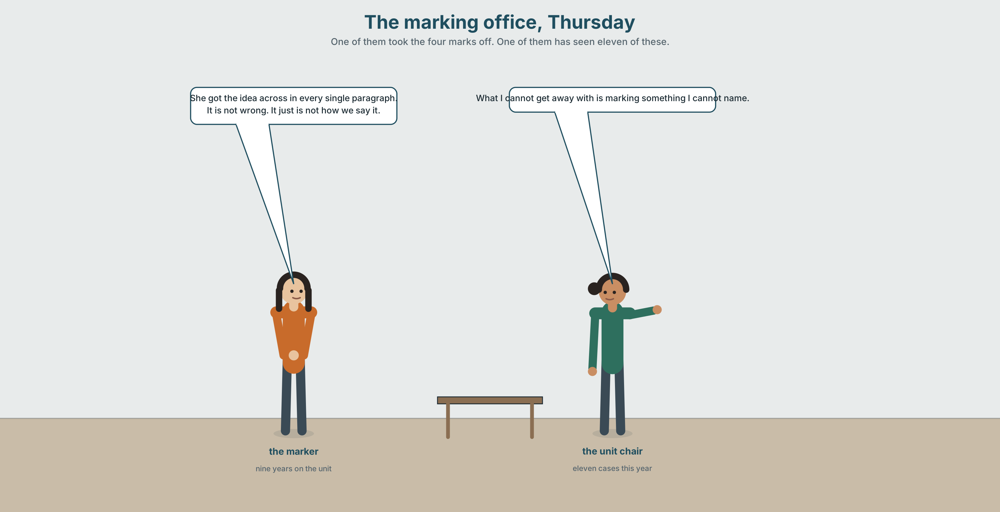 The marking office, Thursday
One of them took the four marks off. One of them has seen eleven of these.
She got the idea across in every single paragraph.
It is not wrong. It just is not how we say it.
What I cannot get away with is marking something I cannot name.
the marker
nine years on the unit
the unit chair
eleven cases this year